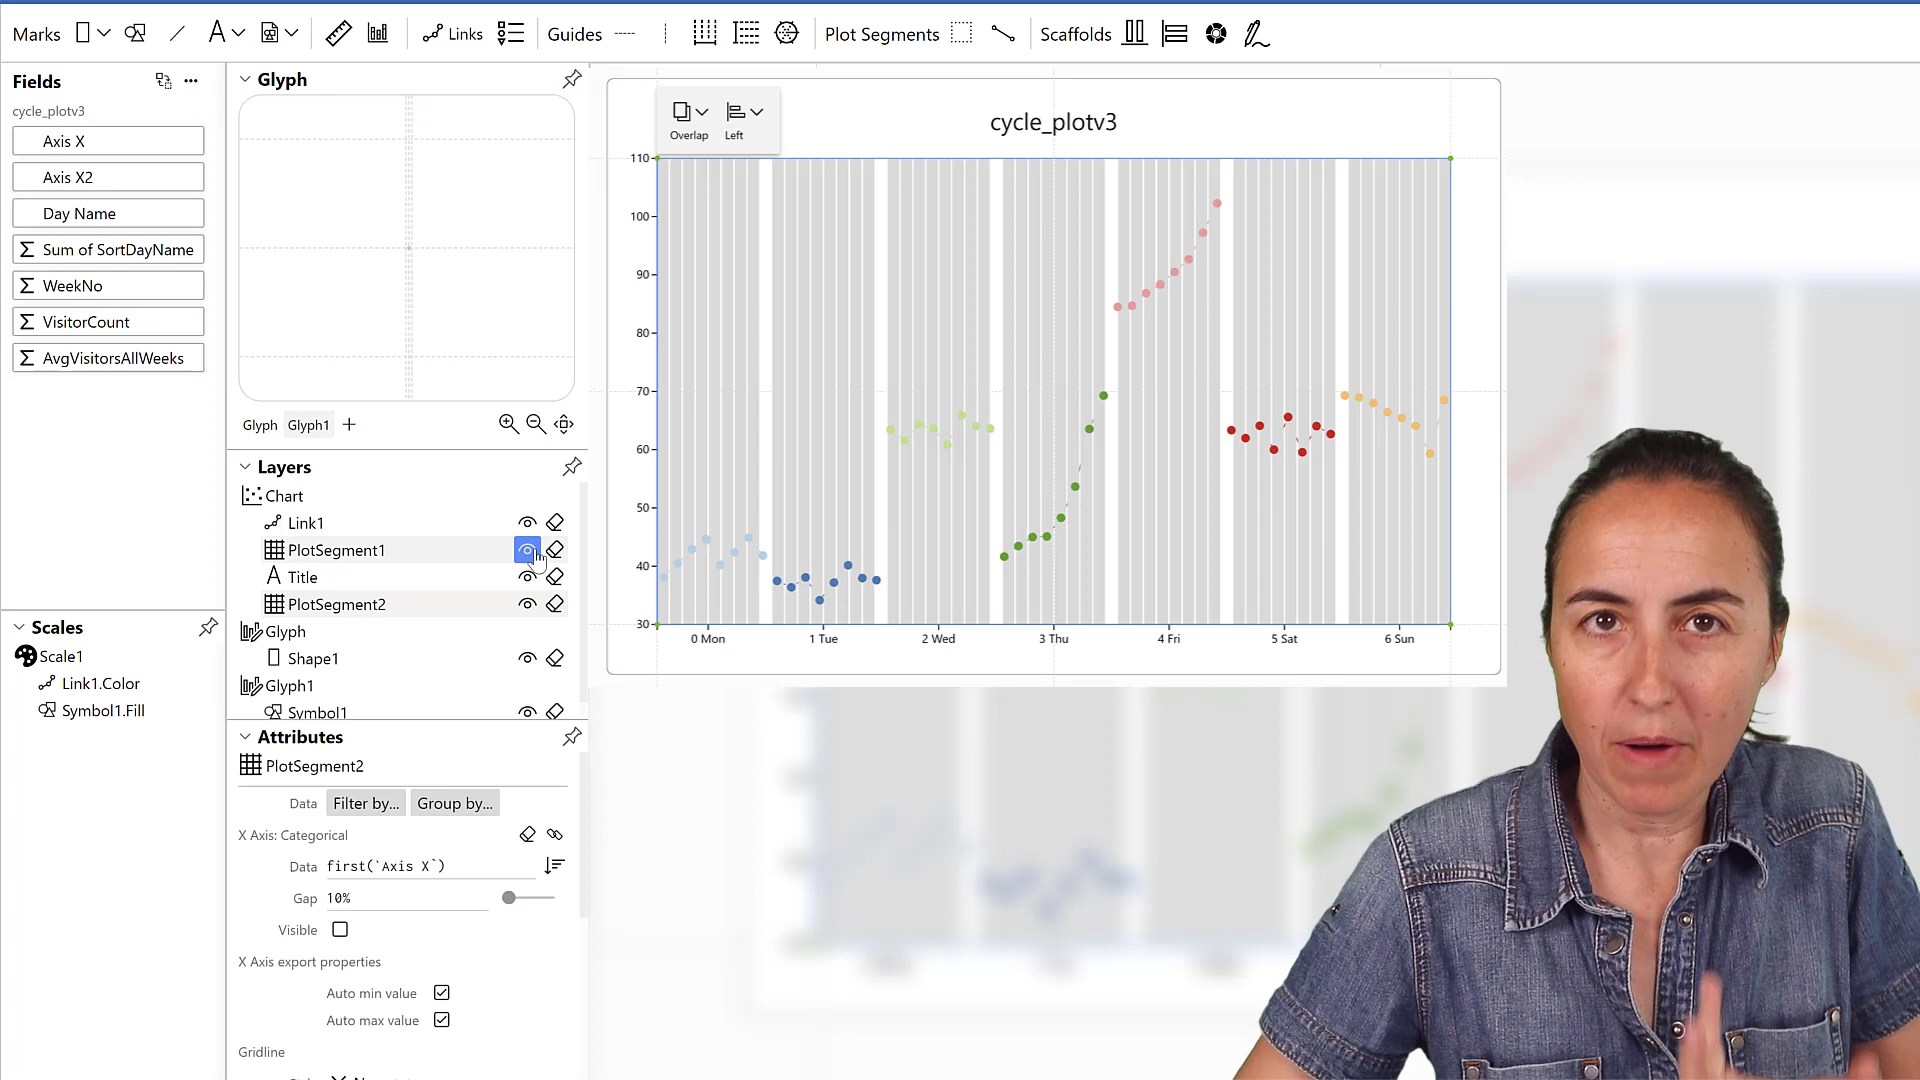 Marks
Links
Guides
Plot Segments
Scaffolds
Fields
cycle_plotv3
Axis X
Axis X2
Day Name
Sum of SortDayName
WeekNo
VisitorCount
AvgVisitorsAllWeeks
Scales
Scale1
Link1.Color
Symbol1.Fill
Glyph
Glyph Glyph1 +
Layers
Chart
Link1
PlotSegment1
Title
PlotSegment2
Glyph
Shape1
Glyph1
Symbol1
Attributes
PlotSegment2
Data Filter by... Group by...
X Axis: Categorical
Data first(`Axis X`)
Gap 10%
Visible
X Axis export properties
Auto min value
Auto max value
Gridline
Overlap Left
cycle_plotv3
110
100
90
80
70
60
50
40
30
0 Mon 1 Tue 2 Wed 3 Thu 4 Fri 5 Sat 6 Sun